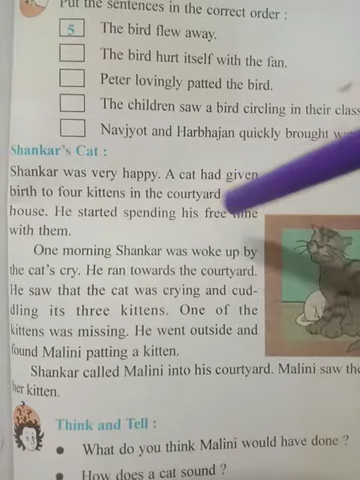 Put the sentences in the correct order :
5 The bird flew away.
The bird hurt itself with the fan.
Peter lovingly patted the bird.
The children saw a bird circling in their class
Navjyot and Harbhajan quickly brought
Shankar's Cat :
Shankar was very happy. A cat had given
birth to four kittens in the courtyard
house. He started spending his free time
with them.
One morning Shankar was woke up by
the cat's cry. He ran towards the courtyard.
He saw that the cat was crying and cud-
dling its three kittens. One of the
kittens was missing. He went outside and
found Malini patting a kitten.
Shankar called Malini into his courtyard. Malini saw the
her kitten.
Think and Tell :
• What do you think Malini would have done ?
• How does a cat sound ?